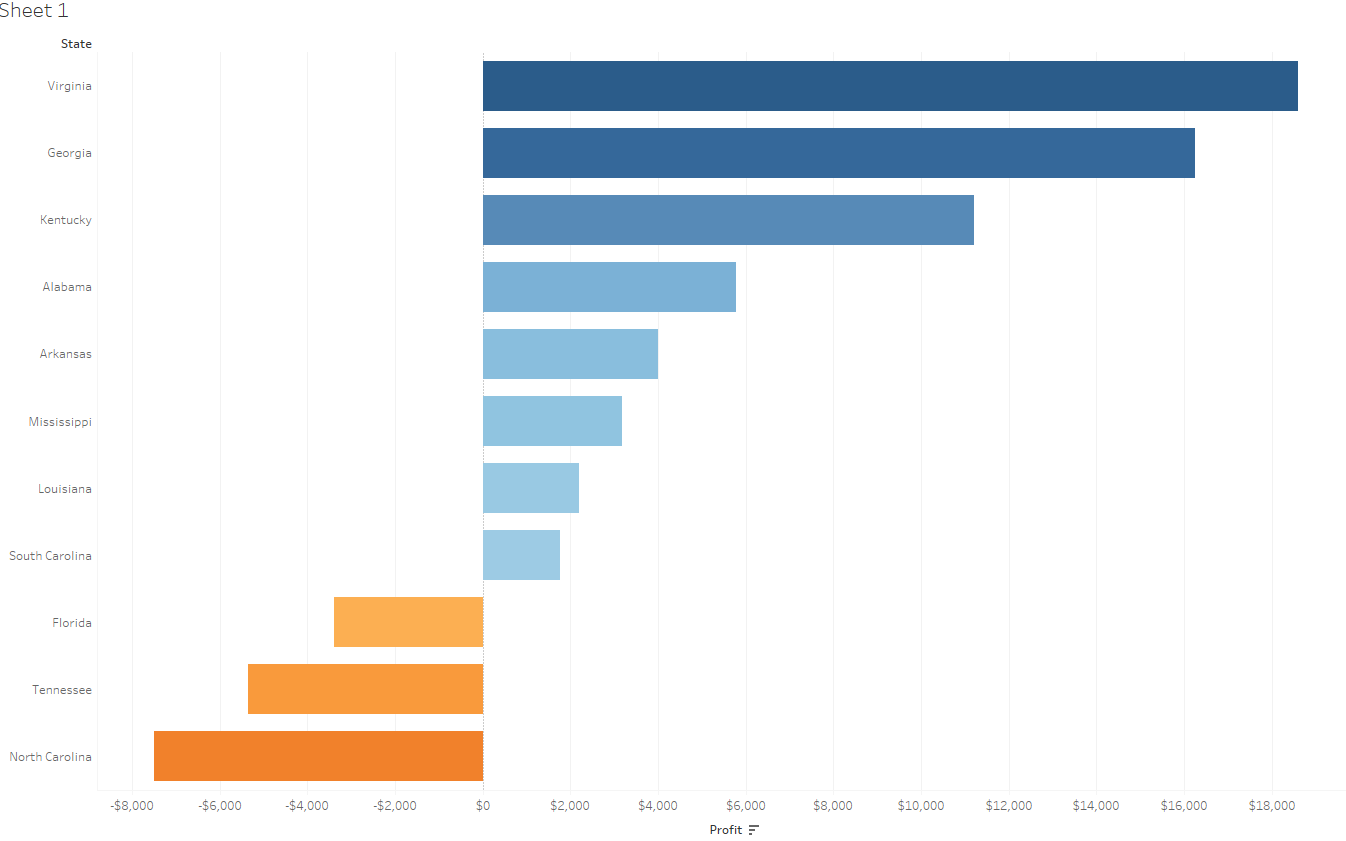 Sheet 1
State
Virginia
Georgia
Kentucky
Alabama
Arkansas
Mississippi
Louisiana
South Carolina
Florida
Tennessee
North Carolina
-$8,000 -$6,000 -$4,000 -$2,000 $0 $2,000 $4,000 $6,000 $8,000 $10,000 $12,000 $14,000 $16,000 $18,000
Profit